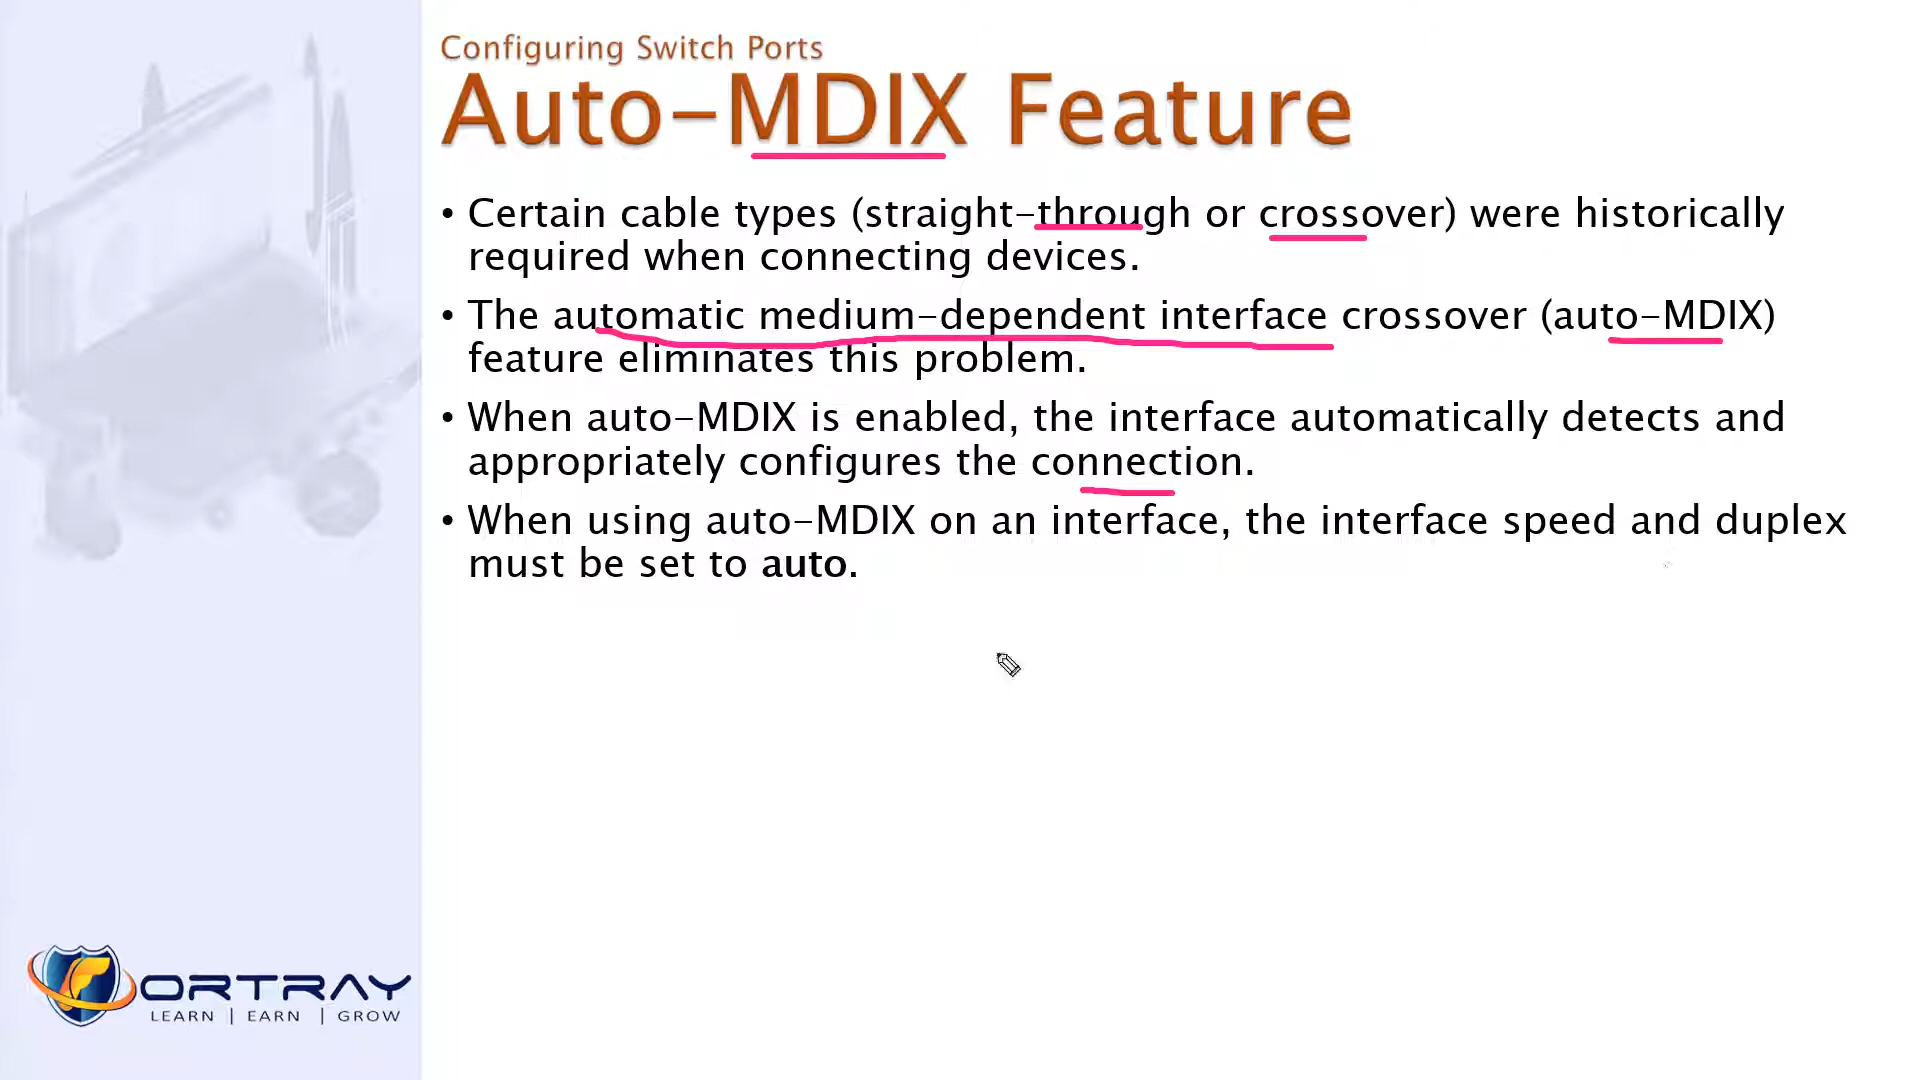 Configuring Switch Ports
Auto-MDIX Feature
• Certain cable types (straight-through or crossover) were historically
required when connecting devices.
• The automatic medium-dependent interface crossover (auto-MDIX)
feature eliminates this problem.
• When auto-MDIX is enabled, the interface automatically detects and
appropriately configures the connection.
• When using auto-MDIX on an interface, the interface speed and duplex
must be set to auto.
ORTRAY
LEARN | EARN | GROW